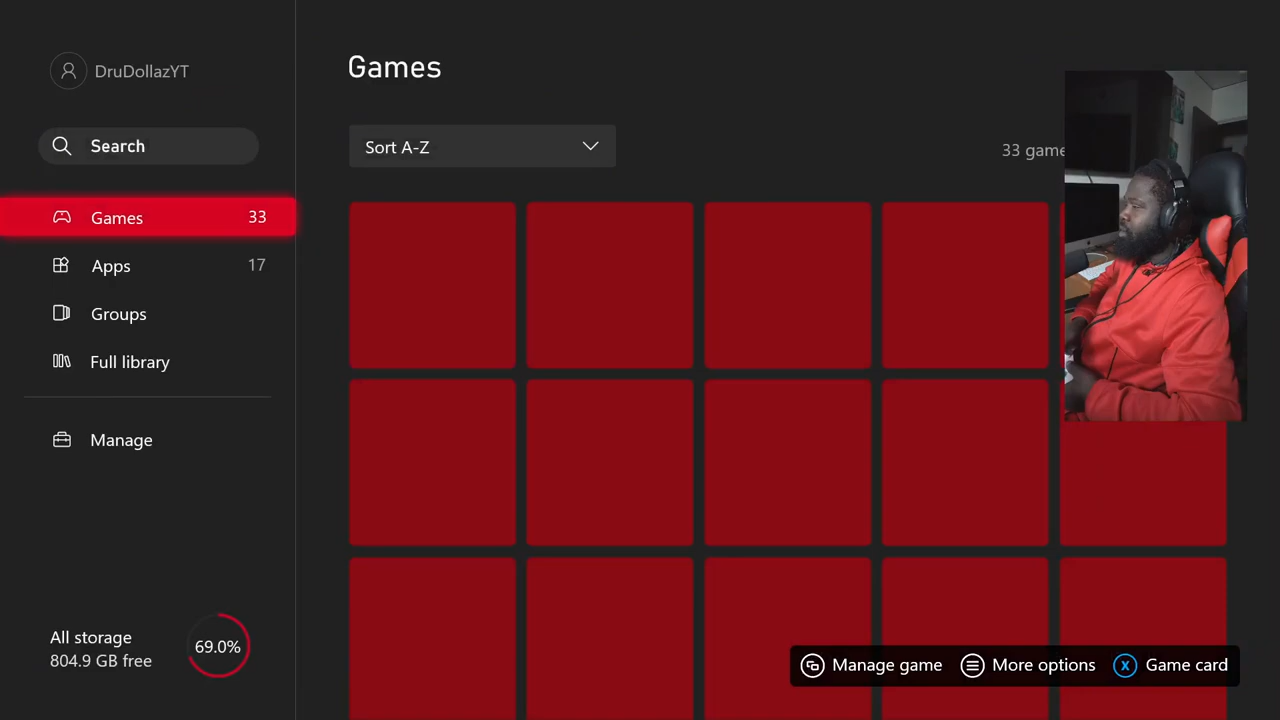 DruDollazYT
Search
Games 33
Apps 17
Groups
Full library
Manage
All storage
804.9 GB free
69.0%
Games
Sort A-Z
33 game
Manage game
More options
X Game card